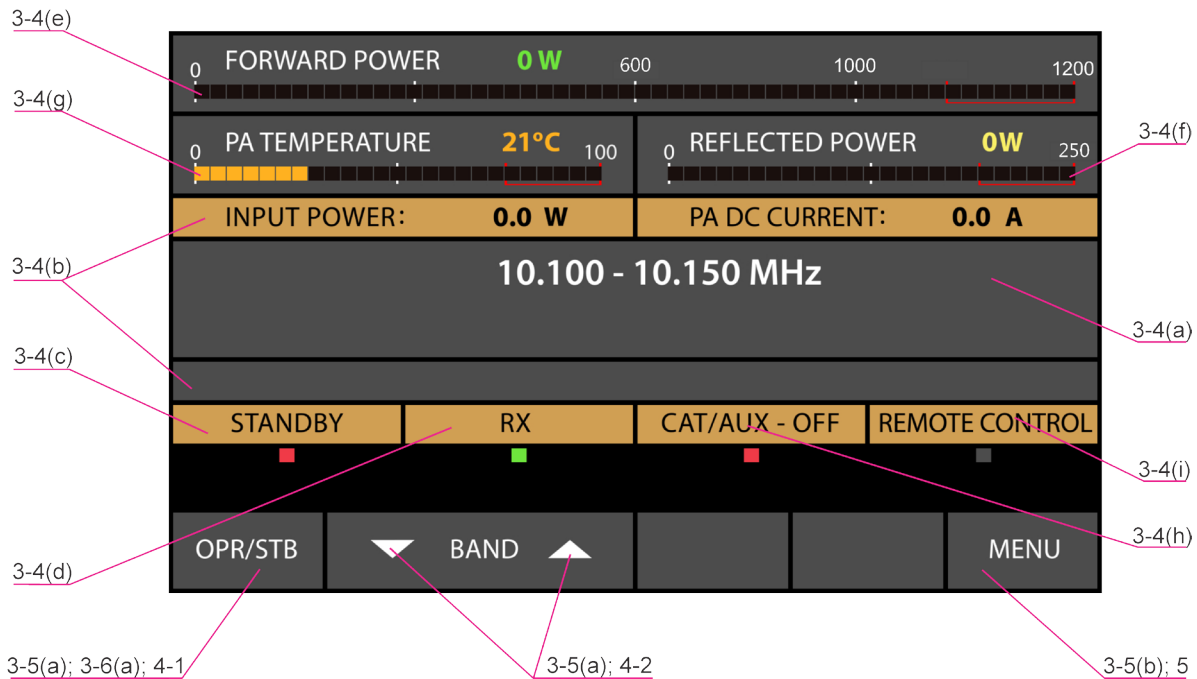 3-4(e)
0 FORWARD POWER 0 W 600 1000 1200
3-4(g)
0 PA TEMPERATURE 21°C 100
0 REFLECTED POWER 0W 250
3-4(f)
INPUT POWER: 0.0 W
PA DC CURRENT: 0.0 A
3-4(b)
10.100 - 10.150 MHz
3-4(a)
3-4(c)
STANDBY
RX
CAT/AUX - OFF
REMOTE CONTROL
3-4(i)
3-4(h)
OPR/STB
BAND
MENU
3-4(d)
3-5(a); 3-6(a); 4-1
3-5(a); 4-2
3-5(b); 5